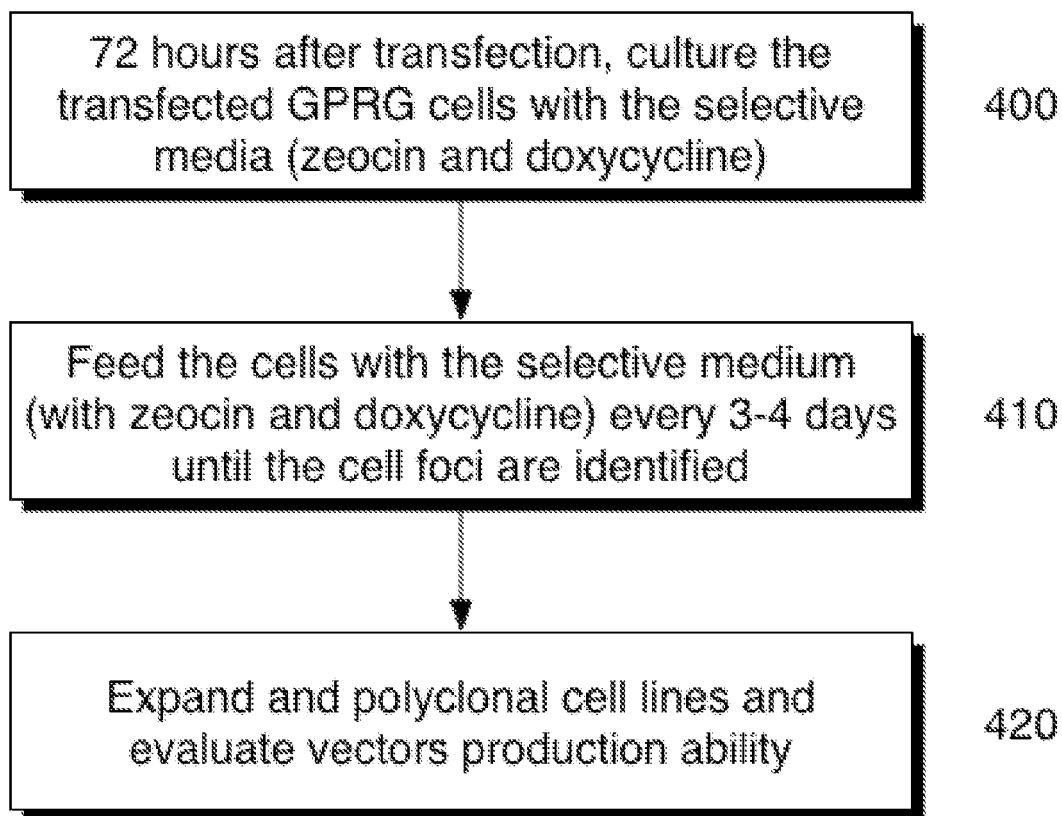 72 hours after transfection, culture the
transfected GPRG cells with the selective
media (zeocin and doxycycline)
400
Feed the cells with the selective medium
(with zeocin and doxycycline) every 3-4 days
until the cell foci are identified
410
Expand and polyclonal cell lines and
evaluate vectors production ability
420